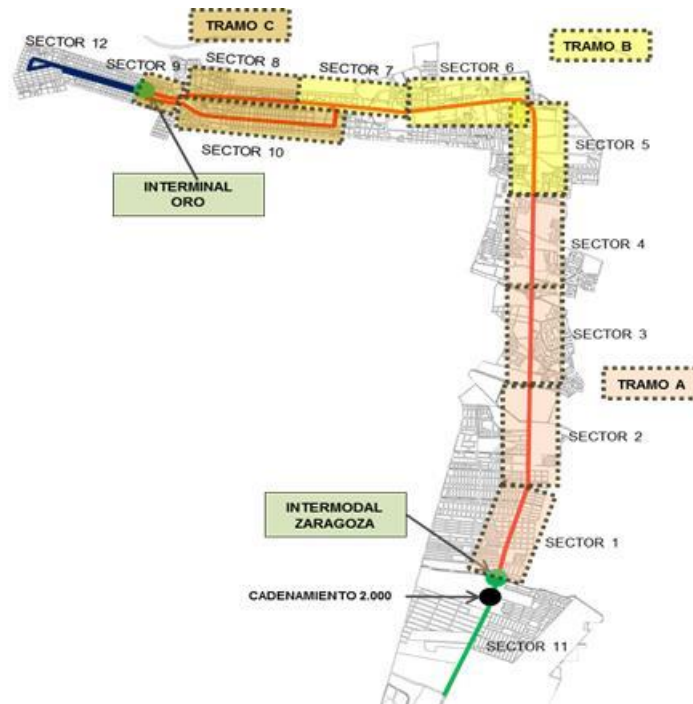 TRAMO C
SECTOR 12
SECTOR 9
SECTOR 8
SECTOR 7
SECTOR 6
TRAMO B
SECTOR 10
SECTOR 5
INTERMINAL
ORO
SECTOR 4
SECTOR 3
TRAMO A
SECTOR 2
INTERMODAL
ZARAGOZA
SECTOR 1
CADENAMIENTO 2.000
SECTOR 11